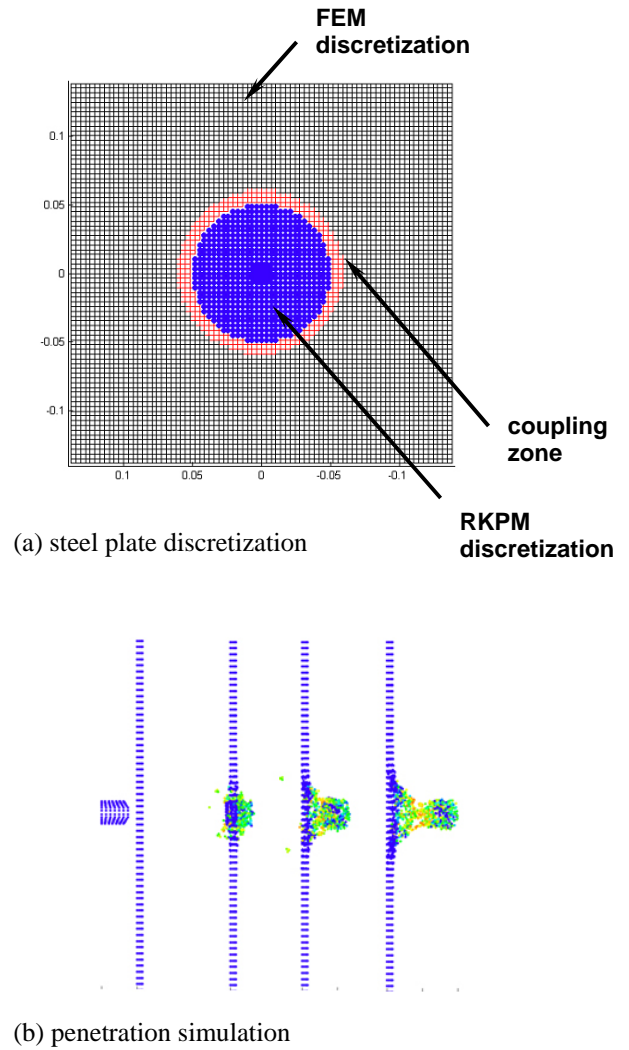 FEM
discretization
0.1
0.05
0
-0.05
-0.1
0.1
0.05
0
-0.05
-0.1
coupling
zone
RKPM
discretization
(a) steel plate discretization
(b) penetration simulation